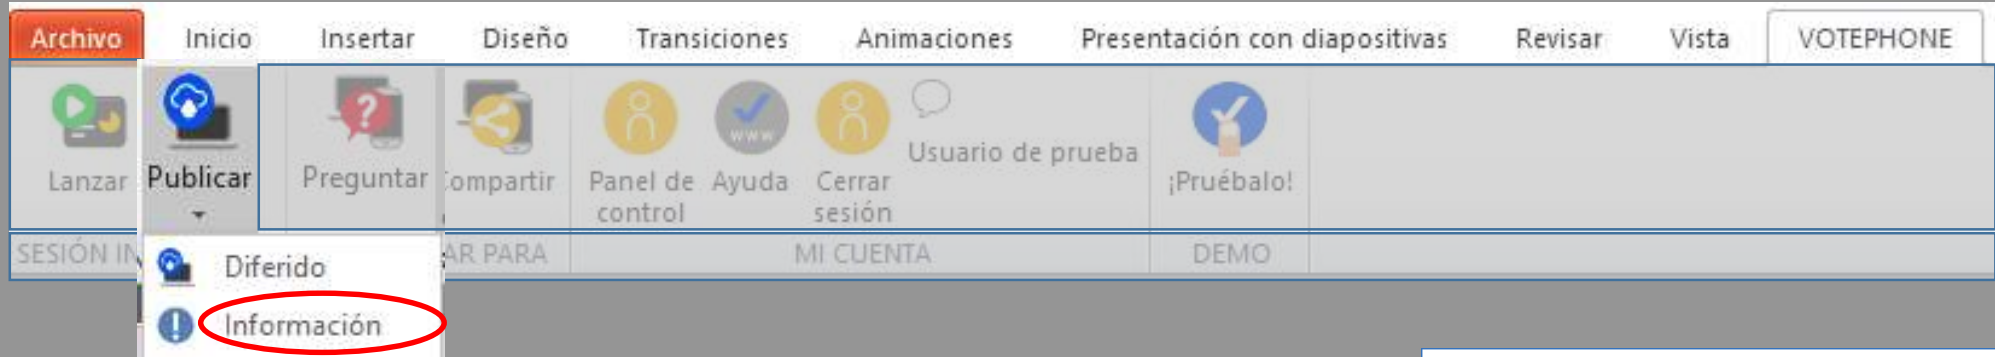 Archivo Inicio Insertar Diseño Transiciones Animaciones Presentación con diapositivas Revisar Vista VOTEPHONE
Lanzar
Publicar
Preguntar
ompartir
Panel de
control
Ayuda
Cerrar
sesión
Usuario de prueba
¡Pruébalo!
www
SESIÓN IN
AR PARA
MI CUENTA
DEMO
Diferido
Información